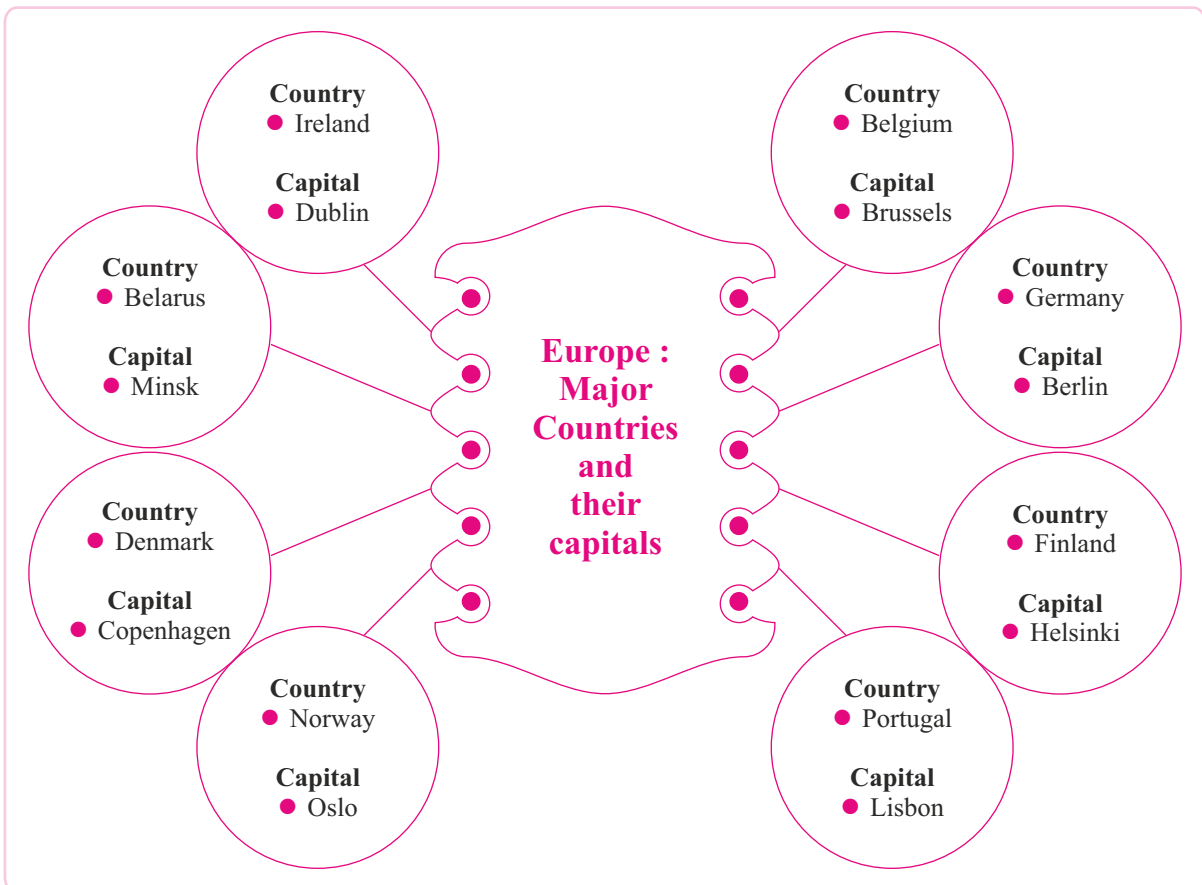 Country
Ireland
Capital
Dublin
Country
Belarus
Capital
Minsk
Country
Denmark
Capital
Copenhagen
Country
Norway
Capital
Oslo
Europe :
Major
Countries
and
their
capitals
Country
Belgium
Capital
Brussels
Country
Germany
Capital
Berlin
Country
Finland
Capital
Helsinki
Country
Portugal
Capital
Lisbon